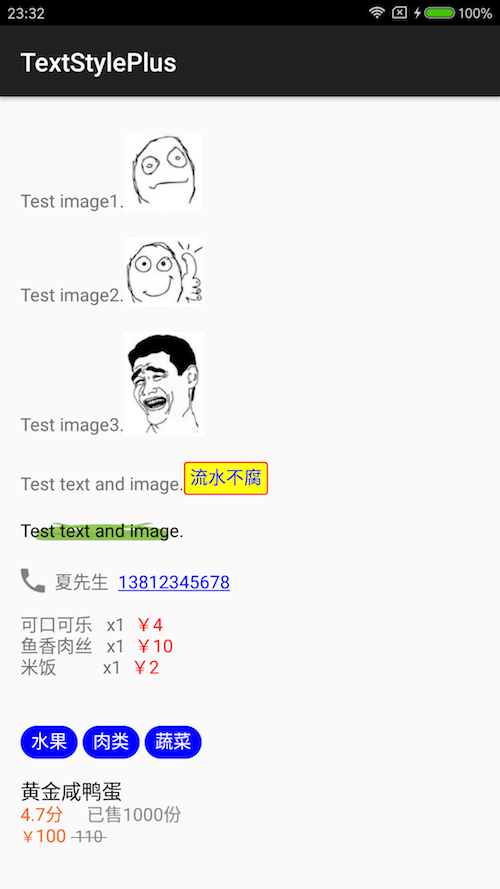 23:32 100%
TextStylePlus
Test image1.
Test image2.
Test image3.
Test text and image.流水不腐
Test text and image.
夏先生 13812345678
可口可乐 x1 ￥4
鱼香肉丝 x1 ￥10
米饭 x1 ￥2
水果 肉类 蔬菜
黄金咸鸭蛋
4.7分 已售1000份
￥100 110